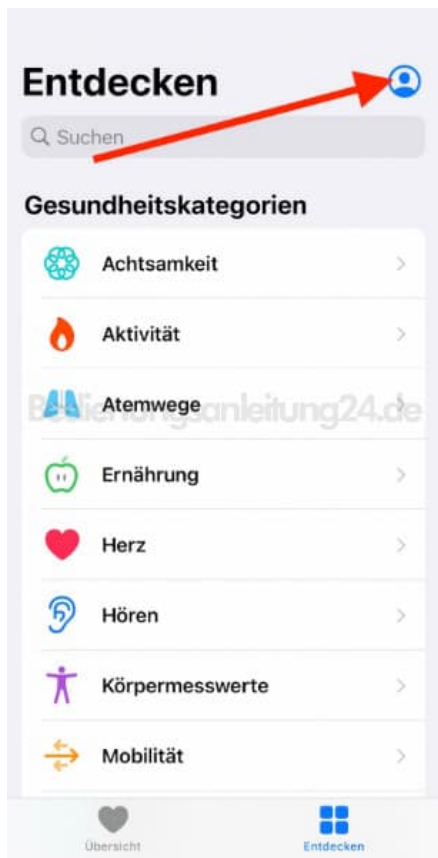 Entdecken
Suchen
Gesundheitskategorien
Achtsamkeit
Aktivität
Atemwege
Bedienungsanleitung24.de
Ernährung
Herz
Hören
Körpermesswerte
Mobilität
Übersicht
Entdecken